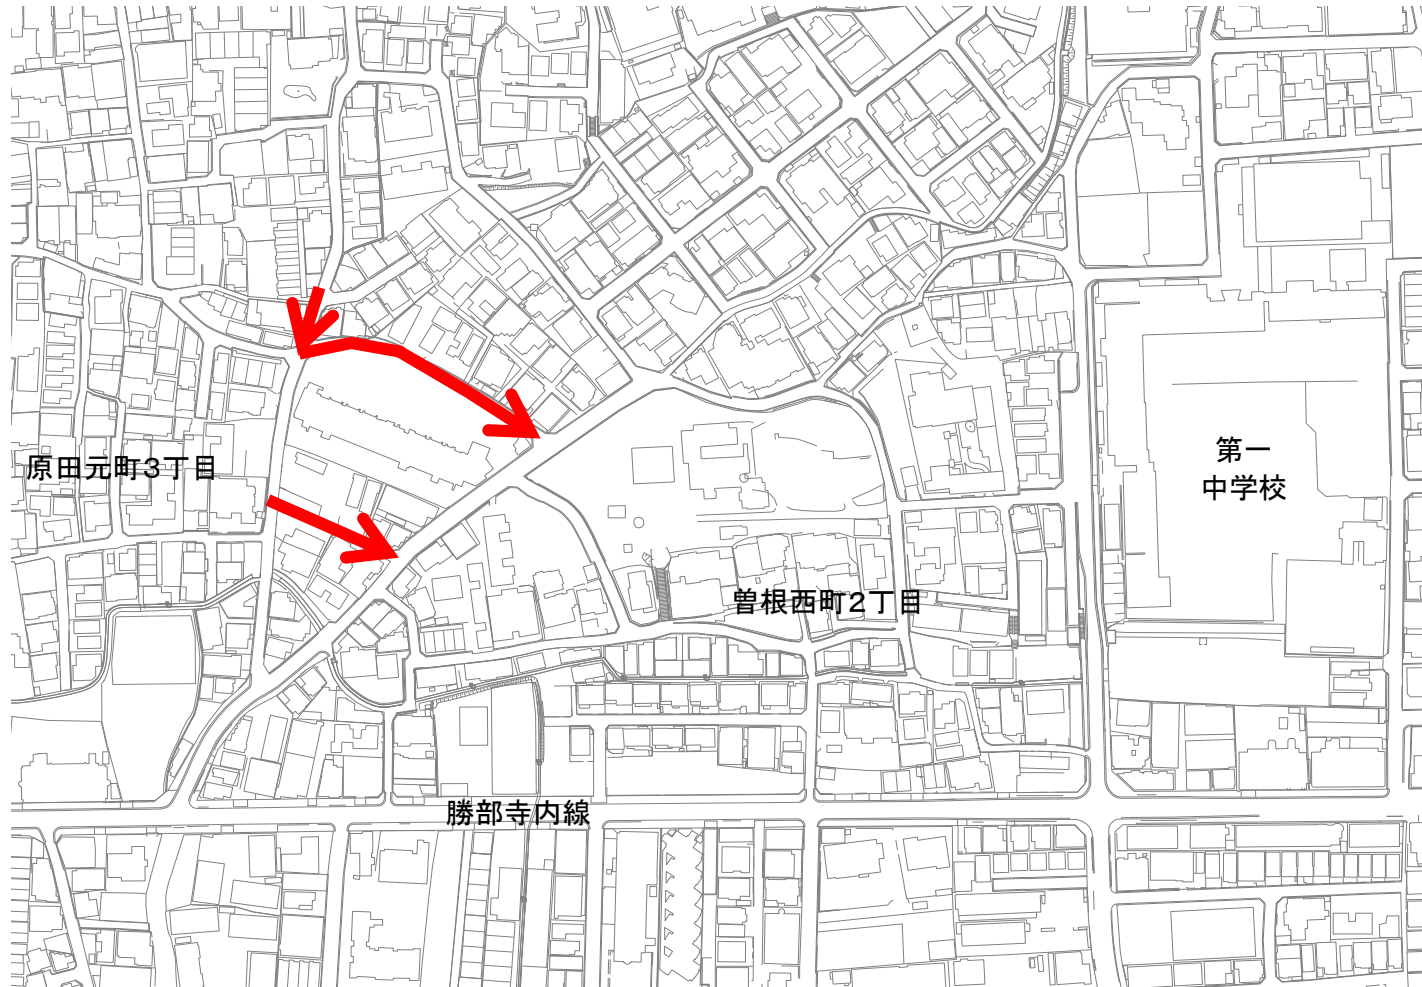 第一
中学校
原田元町3丁目
曽根西町2丁目
勝部寺内線